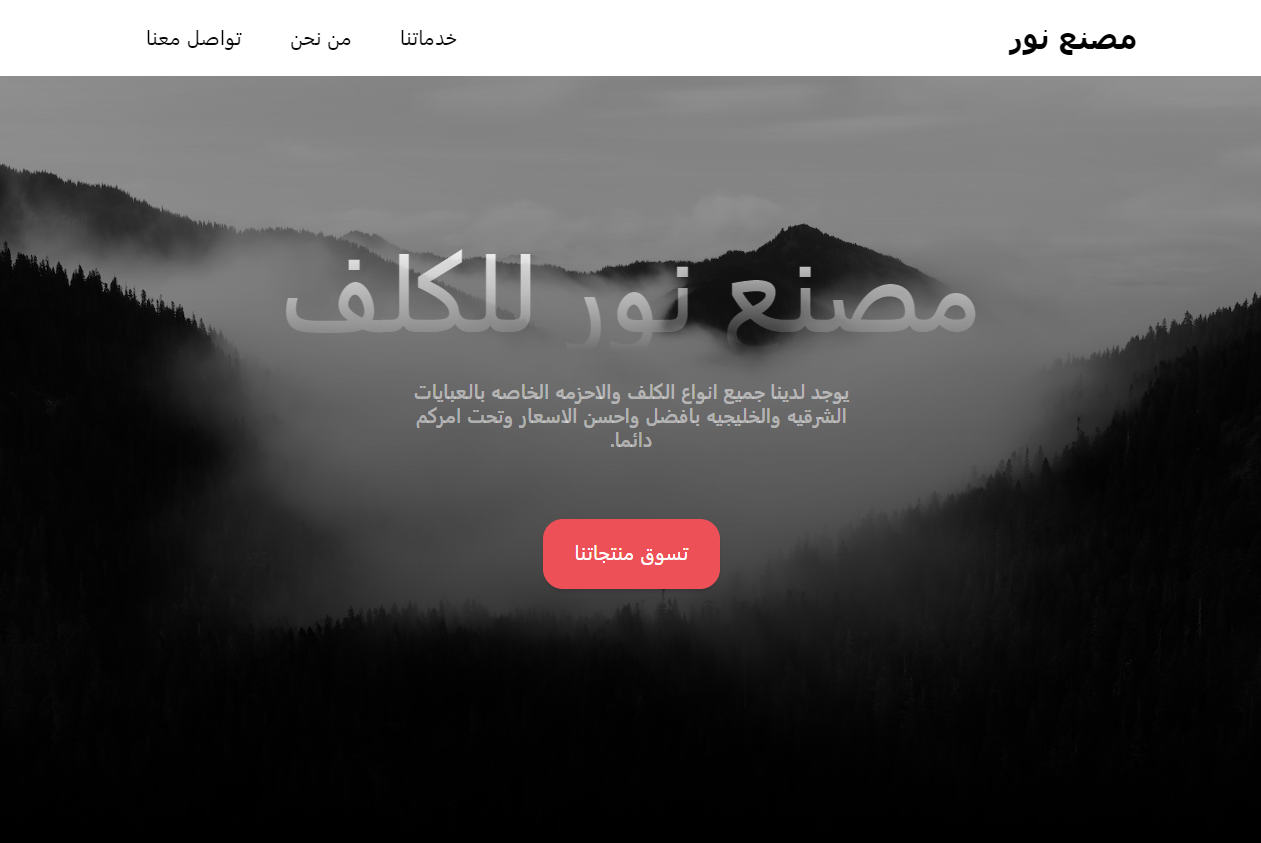 مصنع نور
خدماتنا
من نحن
تواصل معنا
مصنع نور للكلف
يوجد لدينا جميع انواع الكلف والاحزمه الخاصه بالعبايات
الشرقيه والخليجيه بافضل واحسن الاسعار وتحت امركم
دائما.
تسوق منتجاتنا